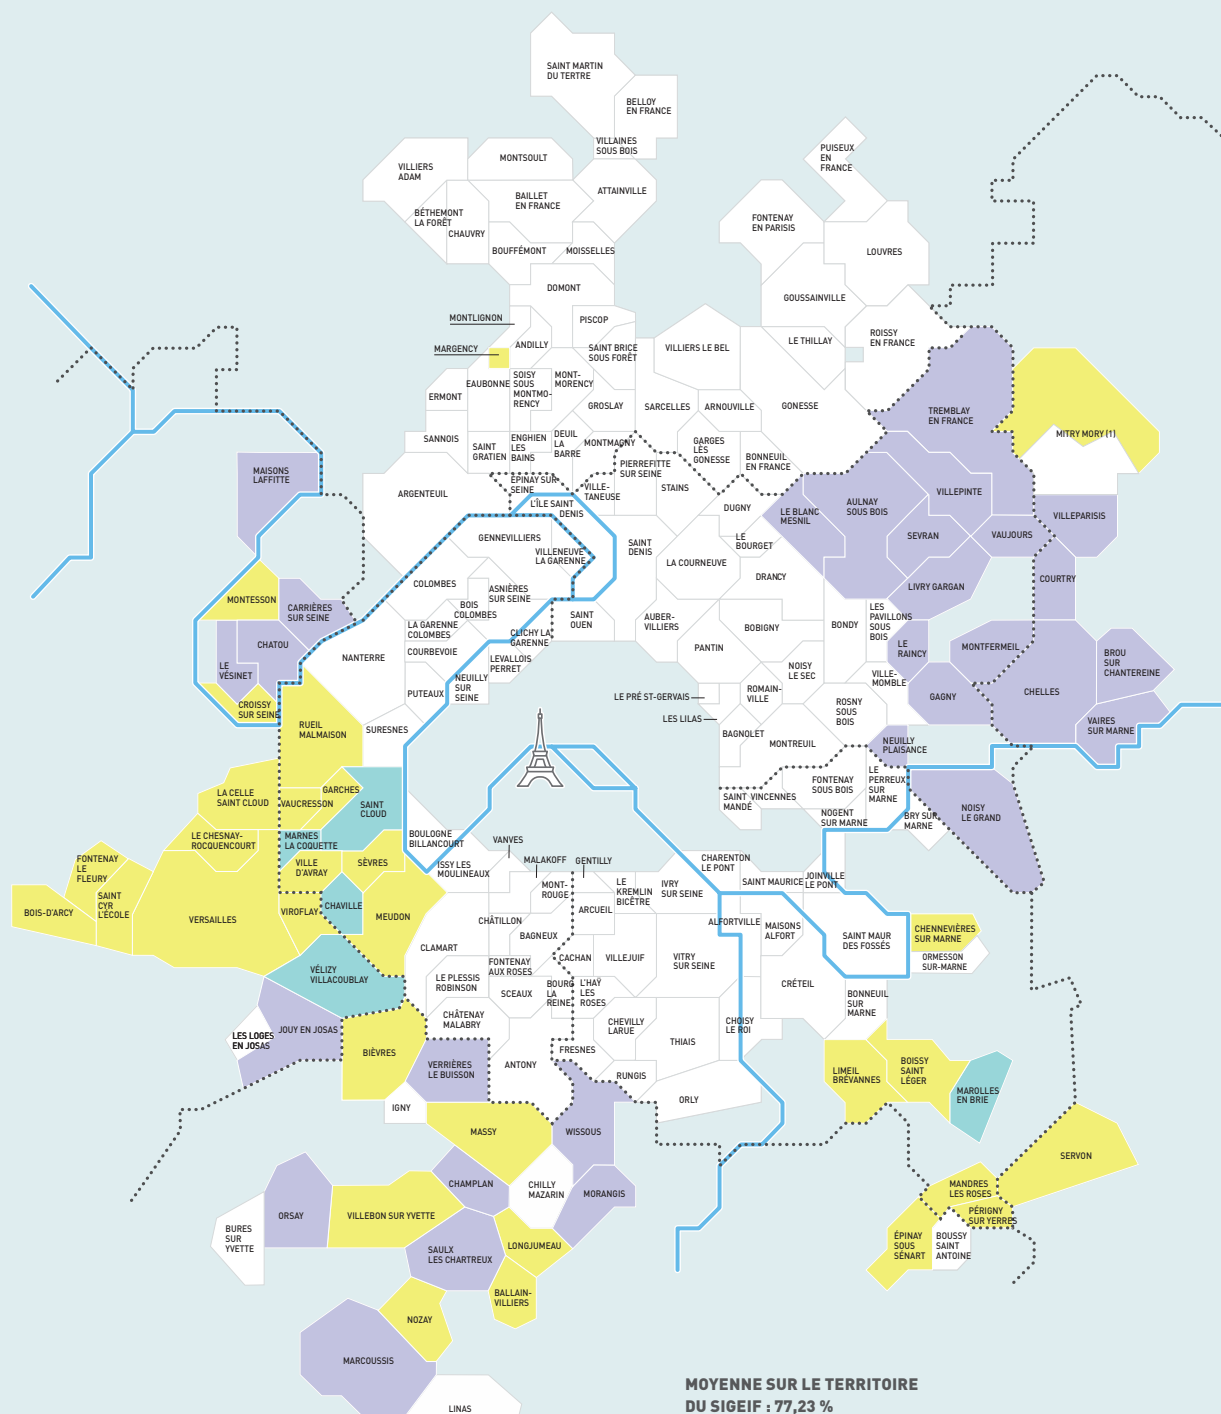 SAINT MARTIN
DU TERTRE
BELLOY
EN FRANCE
VILLAINES
SOUS BOIS
MONTSOULT
VILLIERS
ADAM
PUISEUX
EN
FRANCE
BAILLET
EN FRANCE
ATTAINVILLE
BÉTHEMONT
LA FORÊT
CHAUVRY
FONTENAY
EN PARISIS
BOUFFÉMONT
MOISSELLES
LOUVRES
DOMONT
GOUSSAINVILLE
MONTLIGNON
PISCOP
ANDILLY
MARGENCY
SAINT BRICE
SOUS FORÊT
VILLIERS LE BEL
LE THILLAY
ROISSY
EN FRANCE
EAUBONNE
SOISY
SOUS
MONTMO-
RENCY
MONT-
MORENCY
ERMONT
GROSLAY
SARCELLES
ARNOUVILLE
GONESSE
TREMBLAY
EN FRANCE
MITRY MORY (1)
SANNOIS
SAINT
GRATIEN
ENGHIEN
LES
BAINS
DEUIL
LA
BARRE
MONTMAGNY
GARGES
LÈS
GONESSE
BONNEUIL
EN FRANCE
PIERREFITTE
SUR SEINE
MAISONS
LAFFITTE
ARGENTEUIL
ÉPINAY SUR
SEINE
VILLE-
TANEUSE
STAINS
L'ÎLE SAINT
DENIS
DUGNY
LE BLANC
MESNIL
AULNAY
SOUS BOIS
VILLEPINTE
VILLEPARISIS
GENNEVILLIERS
VILLENEUVE
LA GARENNE
SAINT
DENIS
LE
BOURGET
SEVRAN
VAUJOURS
LA COURNEUVE
DRANCY
COURTRY
COLOMBES
ASNIÈRES
SUR SEINE
LIVRY GARGAN
MONTESSON
CARRIÈRES
SUR SEINE
BOIS
COLOMBES
LA GARENNE
COLOMBES
SAINT
OUEN
AUBER-
VILLIERS
BOBIGNY
BONDY
LES
PAVILLONS
SOUS
BOIS
CLICHY LA
GARENNE
CHATOU
NANTERRE
COURBEVOIE
LEVALLOIS
PERRET
PANTIN
LE
RAINCY
MONTFERMEIL
BROU
SUR
CHANTEREINE
LE
VÉSINET
NEUILLY
SUR
SEINE
PUTEAUX
NOISY
LE SEC
VILLE-
MOMBLE
GAGNY
CHELLES
CROISSY
SUR SEINE
LE PRÉ ST-GERVAIS
ROMAIN-
VILLE
ROSNY
SOUS
BOIS
RUEIL
MALMAISON
SURESNES
LES LILAS
BAGNOLET
MONTREUIL
NEUILLY
PLAISANCE
VAIRES
SUR MARNE
LA CELLE
SAINT CLOUD
VAUCRESSON
GARCHES
SAINT
CLOUD
SAINT
MANDÉ
VINCENNES
FONTENAY
SOUS BOIS
LE
PERREUX
SUR
MARNE
NOGENT
SUR MARNE
BRY SUR
MARNE
NOISY
LE GRAND
LE CHESNAY-
ROCQUENCOURT
MARNES
LA COQUETTE
BOULOGNE
BILLANCOURT
VANVES
FONTENAY
LE
FLEURY
VILLE
D'AVRAY
SÈVRES
ISSY LES
MOULINEAUX
MALAKOFF
GENTILLY
CHARENTON
LE PONT
MONT-
ROUGE
LE
KREMLIN
BICÊTRE
IVRY
SUR SEINE
SAINT MAURICE
JOINVILLE
LE PONT
SAINT
CYR
L'ÉCOLE
BOIS-D'ARCY
VERSAILLES
VIROFLAY
CHAVILLE
MEUDON
CHÂTILLON
ARCUEIL
ALFORTVILLE
MAISONS
ALFORT
SAINT MAUR
DES FOSSÉS
CHENNEVIÈRES
SUR MARNE
BAGNEUX
CLAMART
ORMESSON
SUR-MARNE
FONTENAY
AUX ROSES
CACHAN
VILLEJUIF
VITRY
SUR SEINE
VÉLIZY
VILLACOUBLAY
LE PLESSIS
ROBINSON
SCEAUX
BOURG
LA
REINE
L'HAŸ
LES
ROSES
CRÉTEIL
BONNEUIL
SUR
MARNE
JOUY EN JOSAS
LES LOGES
EN JOSAS
CHÂTENAY
MALABRY
CHEVILLY
LARUE
CHOISY
LE ROI
THIAIS
BIÈVRES
VERRIÈRES
LE BUISSON
ANTONY
FRESNES
RUNGIS
LIMEIL
BRÉVANNES
BOISSY
SAINT
LÉGER
MAROLLES
EN BRIE
IGNY
ORLY
MASSY
WISSOUS
SERVON
CHAMPLAN
CHILLY
MAZARIN
MORANGIS
MANDRES
LES ROSES
ORSAY
VILLEBON SUR YVETTE
PÉRIGNY
SUR YERRES
BURES
SUR
YVETTE
SAULX
LES CHARTREUX
LONGJUMEAU
ÉPINAY
SOUS
SÉNART
BOUSSY
SAINT
ANTOINE
BALLAIN-
VILLIERS
NOZAY
MARCOUSSIS
LINAS
MOYENNE SUR LE TERRITOIRE
DU SIGEIF : 77,23 %